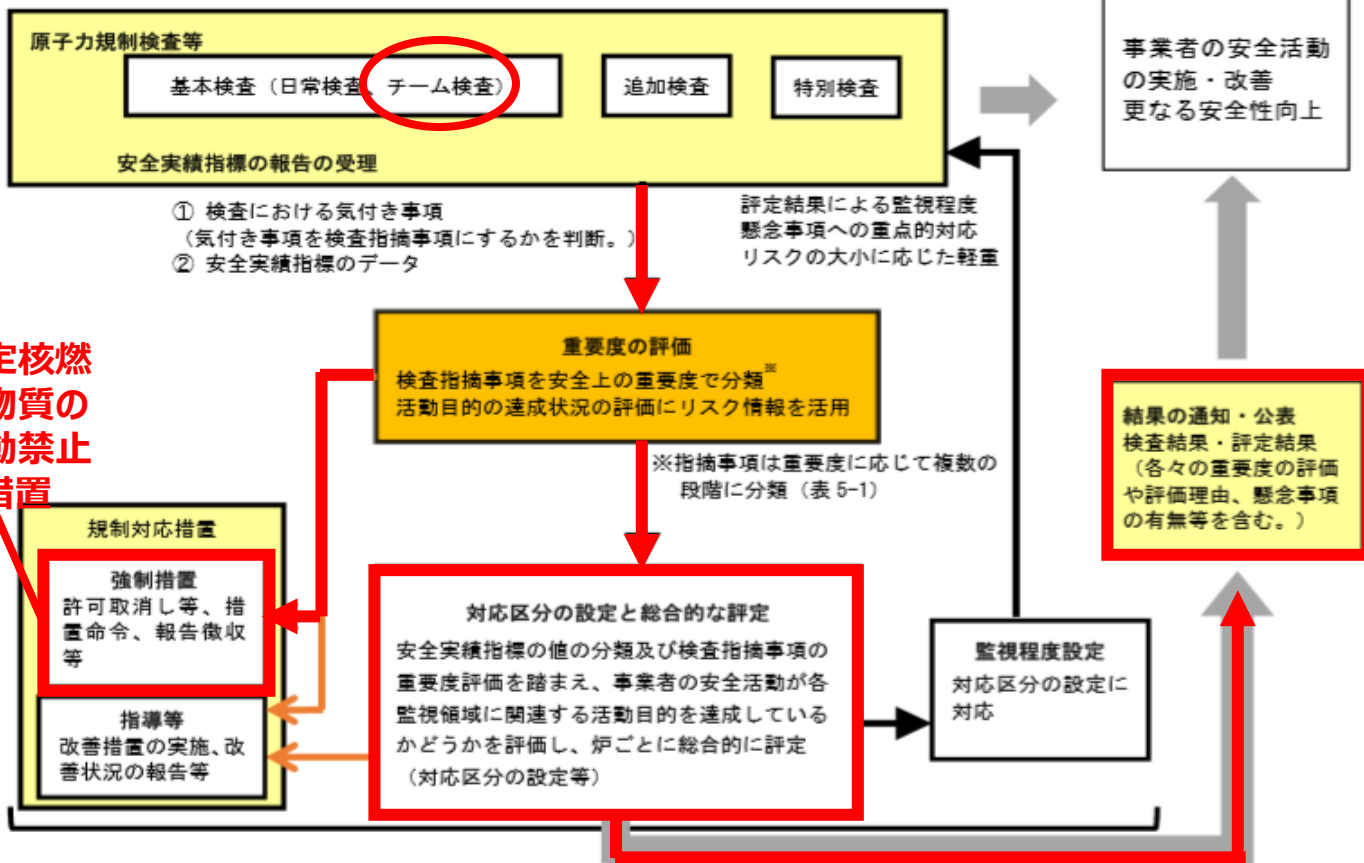 原子力規制検査等
基本検査（日常検査、チーム検査）
追加検査
特別検査
安全実績指標の報告の受理
事業者の安全活動
の実施・改善
更なる安全性向上
① 検査における気付き事項
（気付き事項を検査指摘事項にするかを判断。）
② 安全実績指標のデータ
評定結果による監視程度
懸念事項への重点的対応
リスクの大小に応じた軽重
重要度の評価
検査指摘事項を安全上の重要度で分類※
活動目的の達成状況の評価にリスク情報を活用
※指摘事項は重要度に応じて複数の
段階に分類（表 5-1）
定核燃
物質の
動禁止
措置
規制対応措置
強制措置
許可取消し等、措
置命令、報告徴収
等
指導等
改善措置の実施、改
善状況の報告等
対応区分の設定と総合的な評定
安全実績指標の値の分類及び検査指摘事項の
重要度評価を踏まえ、事業者の安全活動が各
監視領域に関連する活動目的を達成している
かどうかを評価し、炉ごとに総合的に評定
（対応区分の設定等）
監視程度設定
対応区分の設定に
対応
結果の通知・公表
検査結果・評定結果
（各々の重要度の評価
や評価理由、懸念事項
の有無等を含む。）